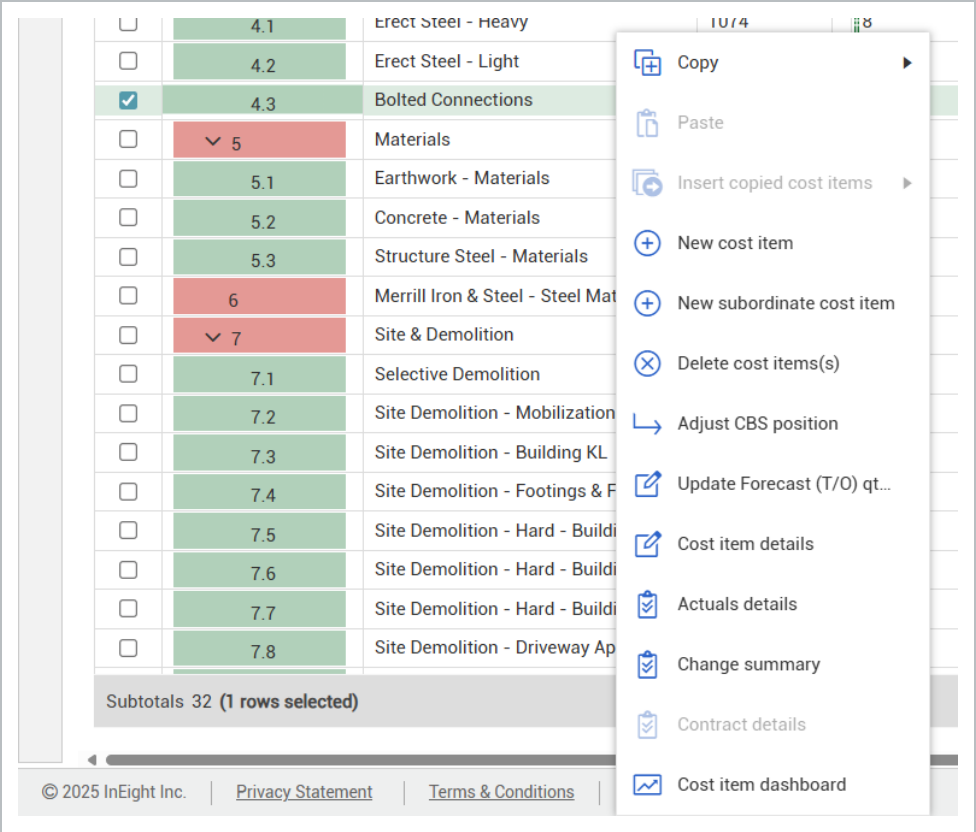 4.1 Erect Steel - Heavy 1074 8
4.2 Erect Steel - Light
4.3 Bolted Connections
5 Materials
5.1 Earthwork - Materials
5.2 Concrete - Materials
5.3 Structure Steel - Materials
6 Merrill Iron & Steel - Steel Mat
7 Site & Demolition
7.1 Selective Demolition
7.2 Site Demolition - Mobilization
7.3 Site Demolition - Building KL
7.4 Site Demolition - Footings & F
7.5 Site Demolition - Hard - Buildi
7.6 Site Demolition - Hard - Buildi
7.7 Site Demolition - Hard - Buildi
7.8 Site Demolition - Driveway Ap
Subtotals 32 (1 rows selected)
Copy
Paste
Insert copied cost items
New cost item
New subordinate cost item
Delete cost items(s)
Adjust CBS position
Update Forecast (T/O) qt...
Cost item details
Actuals details
Change summary
Contract details
Cost item dashboard
© 2025 InEight Inc. Privacy Statement Terms & Conditions